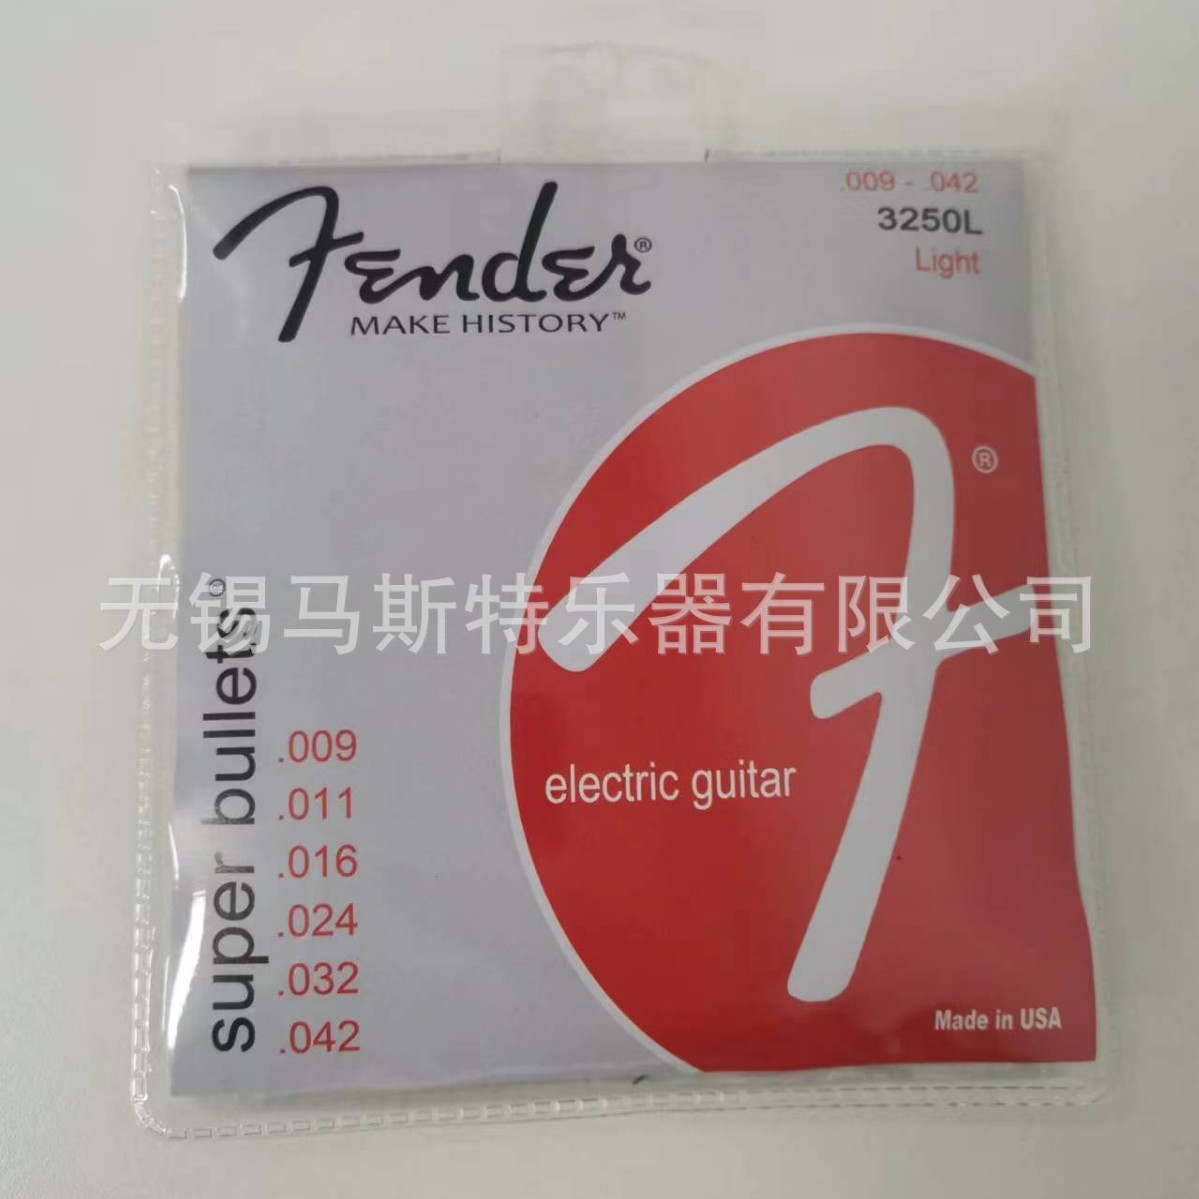 Fender®
MAKE HISTORY™
.009 - .042
3250L
Light
®
无锡马斯特乐器有限公司
super bullets®
.009
.011
.016
.024
.032
.042
electric guitar
Made in USA